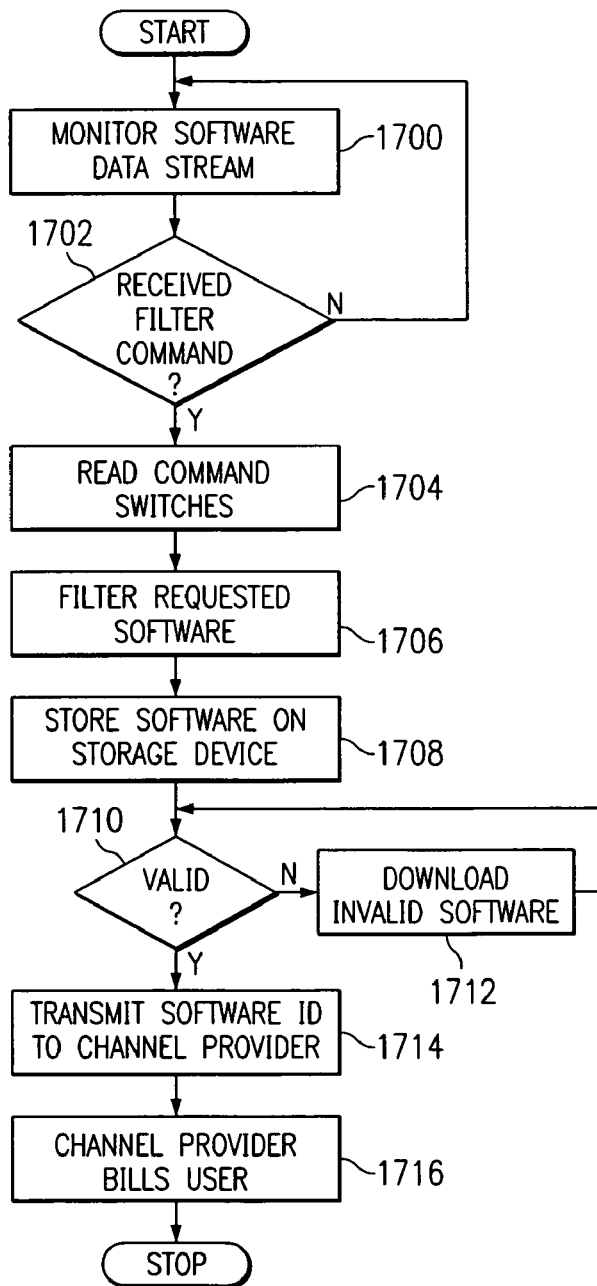 START
MONITOR SOFTWARE
DATA STREAM
1700
1702
RECEIVED
FILTER
COMMAND
?
N
Y
READ COMMAND
SWITCHES
1704
FILTER REQUESTED
SOFTWARE
1706
STORE SOFTWARE ON
STORAGE DEVICE
1708
1710
VALID
?
N
DOWNLOAD
INVALID SOFTWARE
1712
Y
TRANSMIT SOFTWARE ID
TO CHANNEL PROVIDER
1714
CHANNEL PROVIDER
BILLS USER
1716
STOP